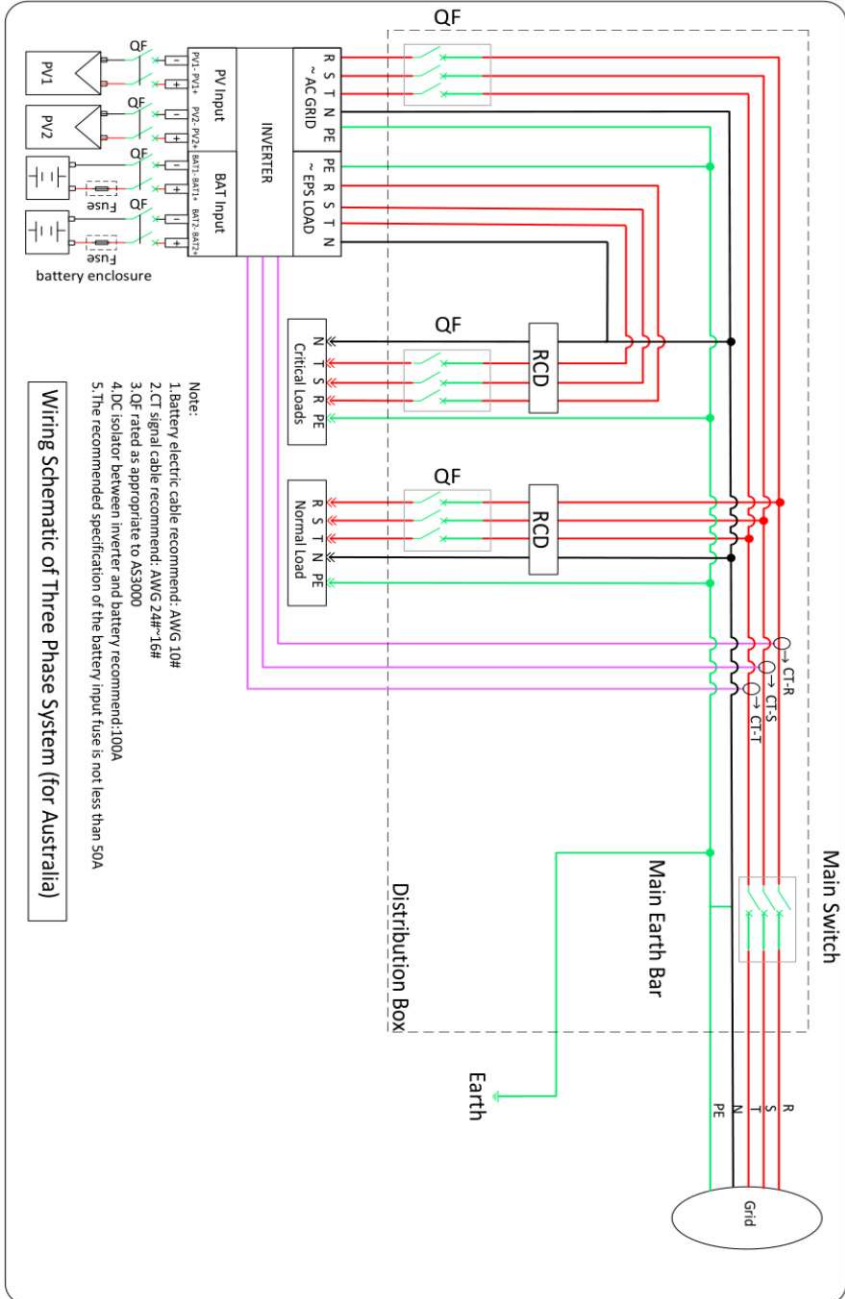 QF
Main Switch
Distribution Box
Main Earth Bar
Earth
Grid
R
S
T
N
PE
CT-R
CT-S
CT-T
INVERTER
~ AC GRID
R S T N PE
~ EPS LOAD
PE R S T N
PV Input
PV1- PV1+ PV2- PV2+
BAT Input
BAT1- BAT1+ BAT2- BAT2+
- + - + - + - +
QF
QF
QF
QF
PV1
PV2
Fuse
Fuse
battery enclosure
QF
RCD
N T S R PE
Critical Loads
QF
RCD
R S T N PE
Normal Load
Note:
1.Battery electric cable recommend: AWG 10#
2.CT signal cable recommend: AWG 24#~16#
3.QF rated as appropriate to AS3000
4.DC isolator between inverter and battery recommend:100A
5.The recommended specification of the battery input fuse is not less than 50A
Wiring Schematic of Three Phase System (for Australia)